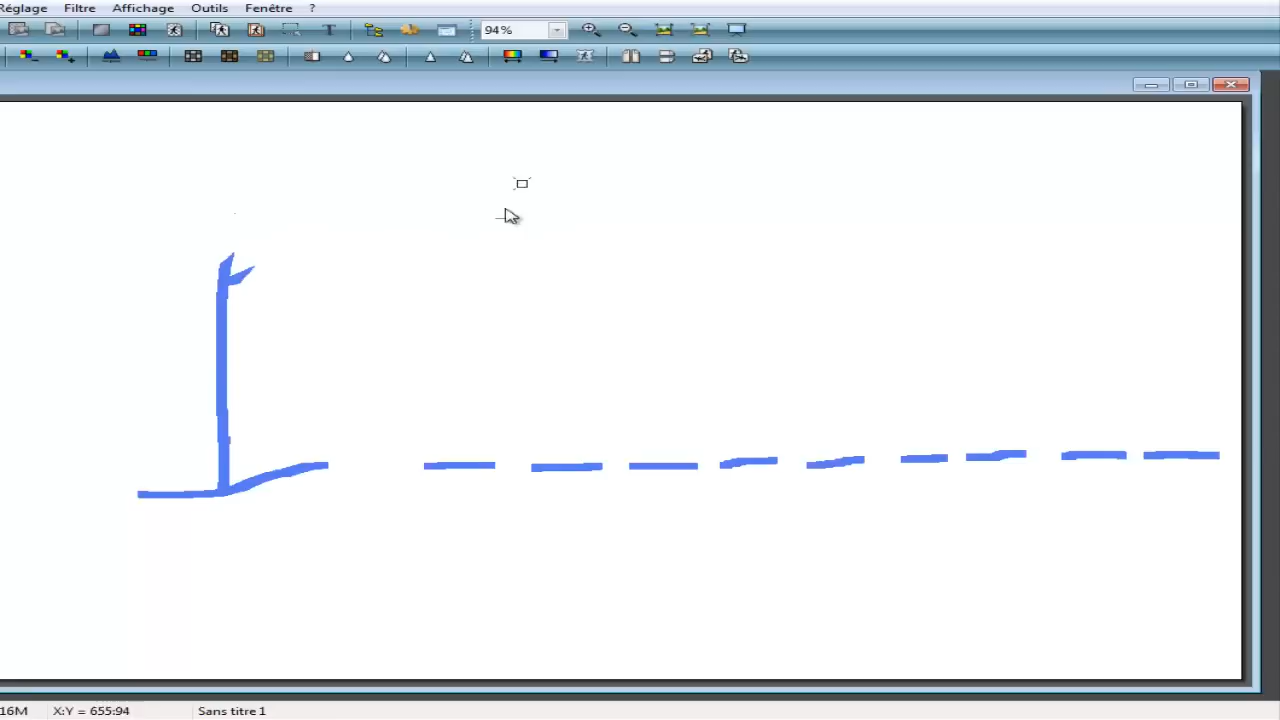 Réglage Filtre Affichage Outils Fenêtre ?
T 94%
16M X:Y = 655:94 Sans titre 1